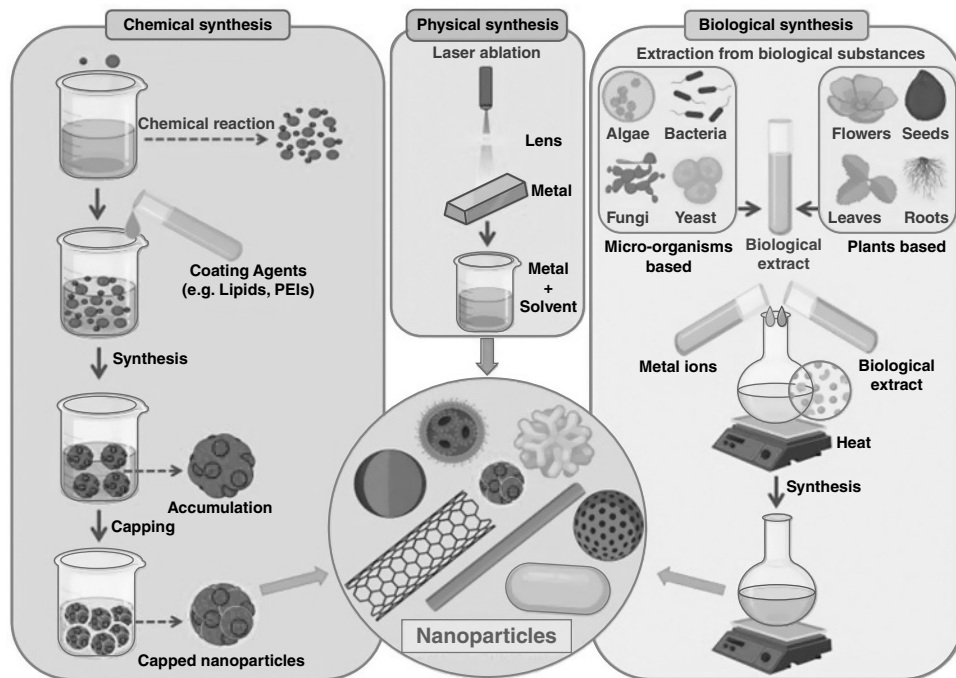 Chemical synthesis
Chemical reaction
Coating Agents
(e.g. Lipids, PEIs)
Synthesis
Accumulation
Capping
Capped nanoparticles
Physical synthesis
Laser ablation
Lens
Metal
Metal
+
Solvent
Nanoparticles
Biological synthesis
Extraction from biological substances
Algae
Bacteria
Fungi
Yeast
Micro-organisms
based
Biological
extract
Flowers
Seeds
Leaves
Roots
Plants based
Metal ions
Biological
extract
Heat
Synthesis